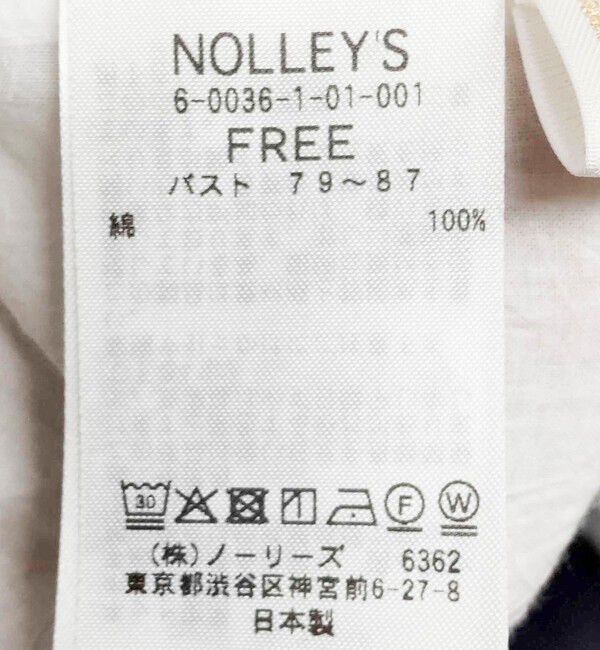 NOLLEY'S
6-0036-1-01-001
FREE
バスト 79～87
綿 100%
30
F W
(株)ノーリーズ 6362
東京都渋谷区神宮前6-27-8
日本製